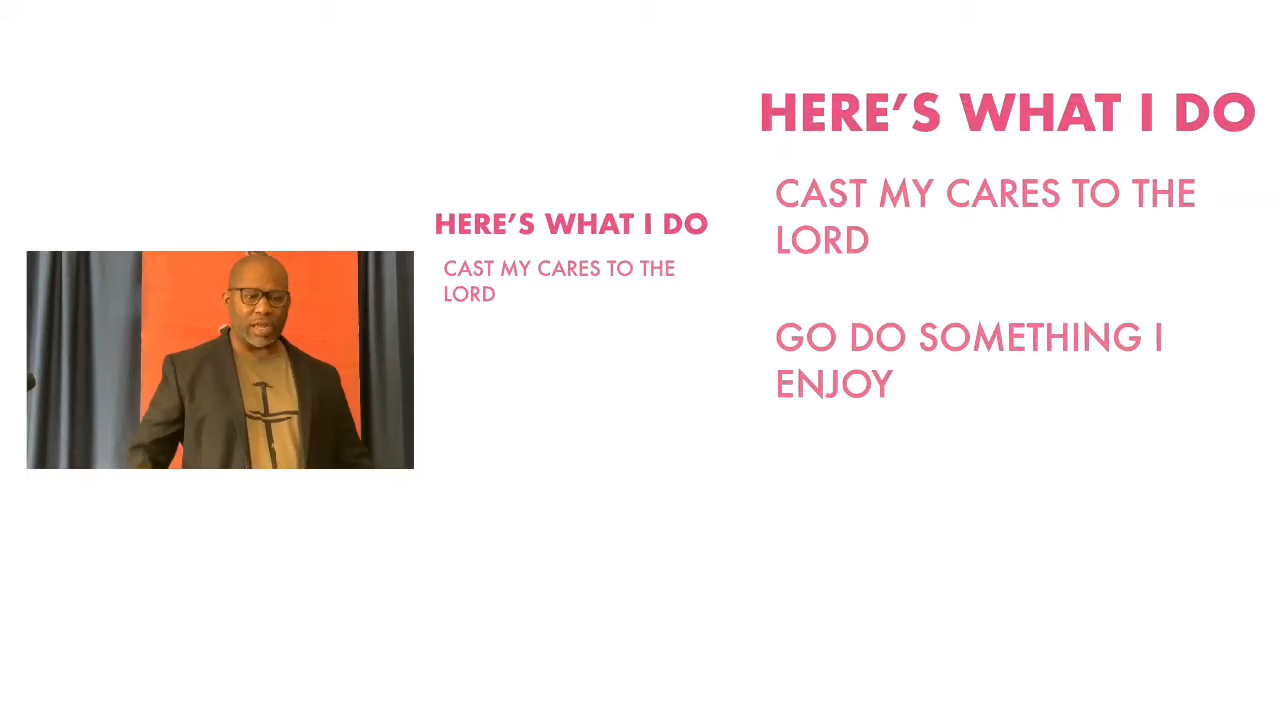 HERE'S WHAT I DO
CAST MY CARES TO THE
LORD
HERE'S WHAT I DO
CAST MY CARES TO THE
LORD
GO DO SOMETHING I
ENJOY